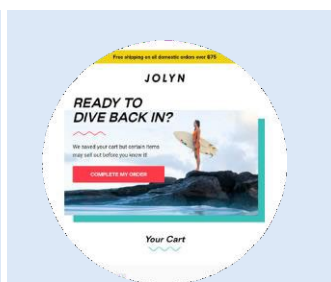 Free shipping on all domestic orders over $75
JOLYN
READY TO
DIVE BACK IN?
We saved your cart but certain items
may sell out before you know it!
COMPLETE MY ORDER
Your Cart